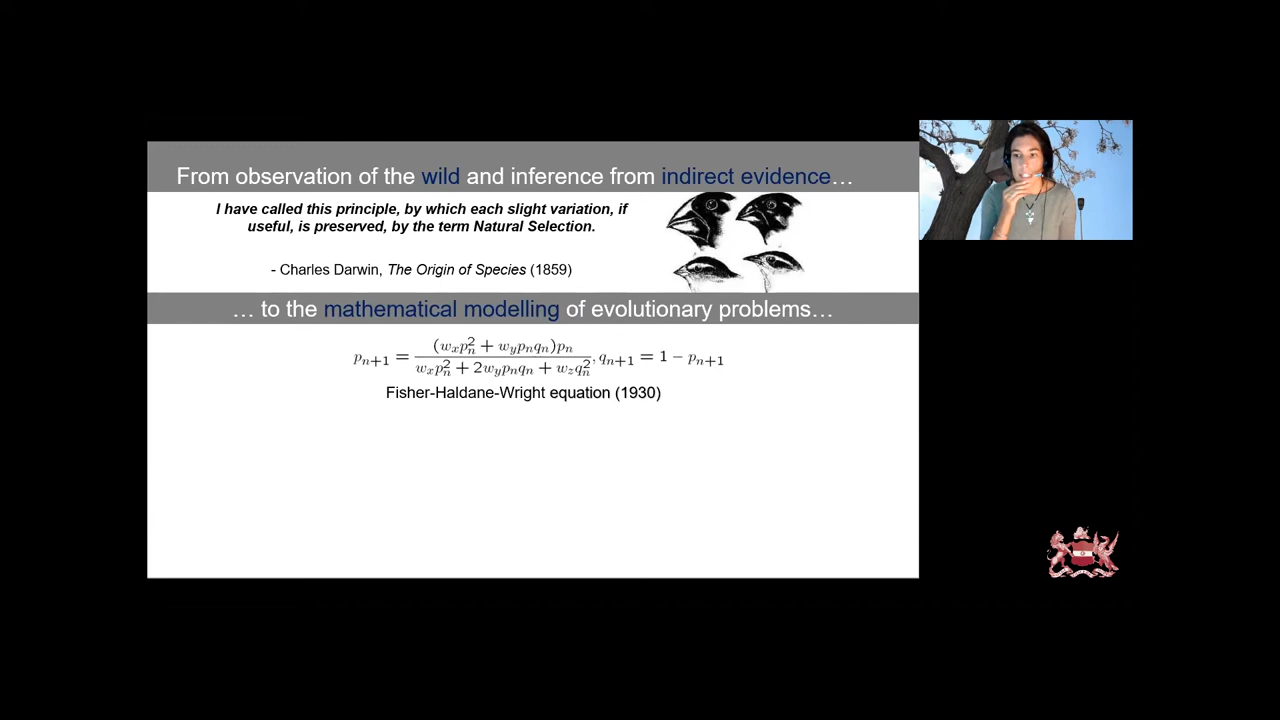 From observation of the wild and inference from indirect evidence…
I have called this principle, by which each slight variation, if
useful, is preserved, by the term Natural Selection.
- Charles Darwin, The Origin of Species (1859)
… to the mathematical modelling of evolutionary problems…
p_{n+1} = \frac{(w_x p_n^2 + w_y p_n q_n)p_n}{w_x p_n^2 + 2w_y p_n q_n + w_z q_n^2}, q_{n+1} = 1 − p_{n+1}
Fisher-Haldane-Wright equation (1930)